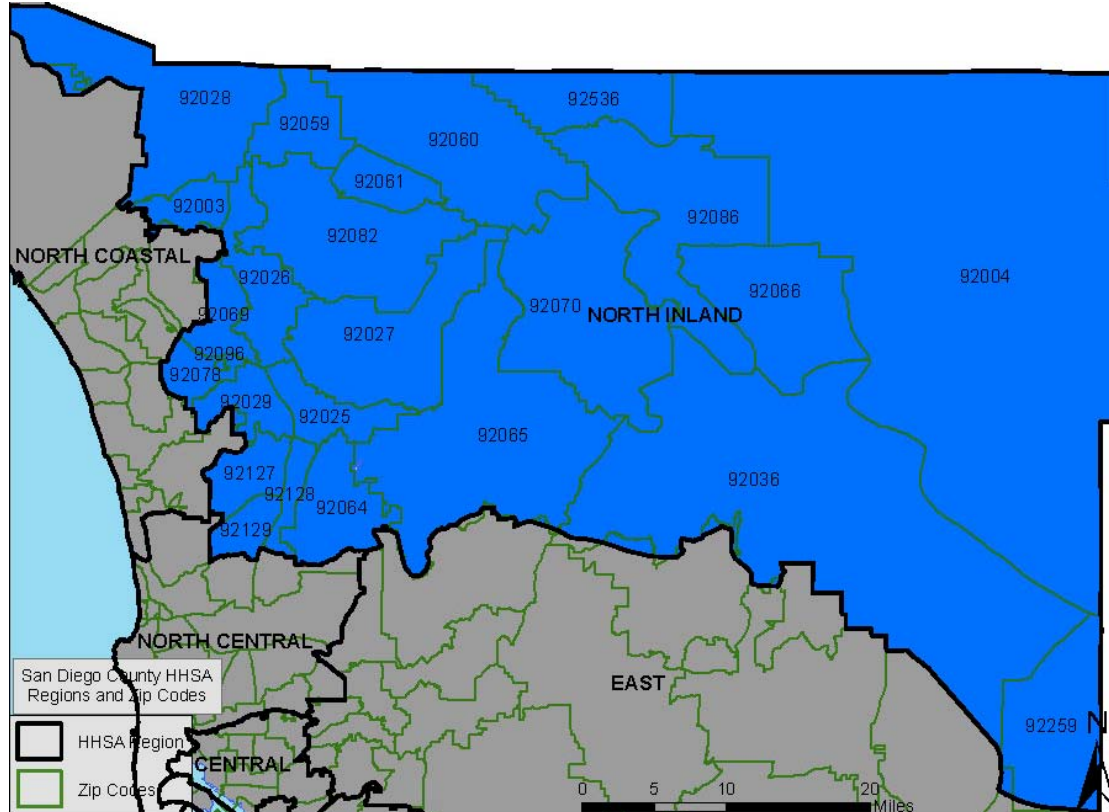 92028
92536
92059
92060
92061
92003
92086
92082
NORTH COASTAL
92026
92004
92066
92070
92069
NORTH INLAND
92027
92096
92078
92029
92025
92065
92127
92036
92128
92064
92129
NORTH CENTRAL
San Diego County HHSA
Regions and Zip Codes
EAST
HHSA Region
92259
N
CENTRAL
Zip Codes
0 5 10 20
Miles